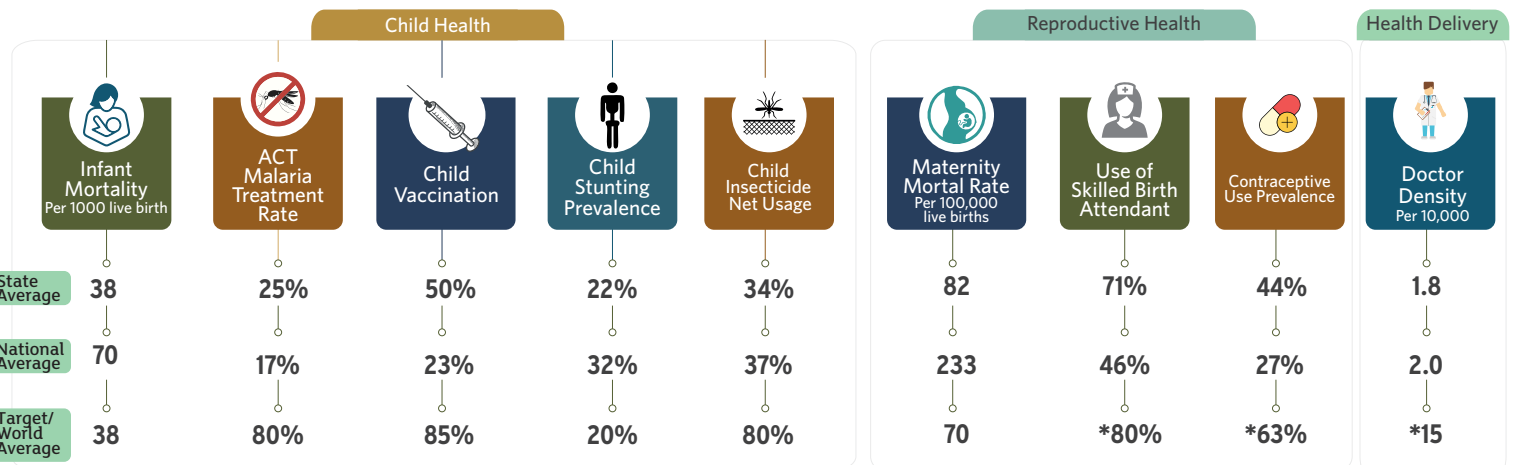 Child Health
Reproductive Health
Health Delivery
Infant
Mortality
Per 1000 live birth
ACT
Malaria
Treatment
Rate
Child
Vaccination
Child
Stunting
Prevalence
Child
Insecticide
Net Usage
Maternity
Mortal Rate
Per 100,000
live births
Use of
Skilled Birth
Attendant
Contraceptive
Use Prevalence
Doctor
Density
Per 10,000
State
Average
38 25% 50% 22% 34% 82 71% 44% 1.8
National
Average
70 17% 23% 32% 37% 233 46% 27% 2.0
Target/
World
Average
38 80% 85% 20% 80% 70 *80% *63% *15